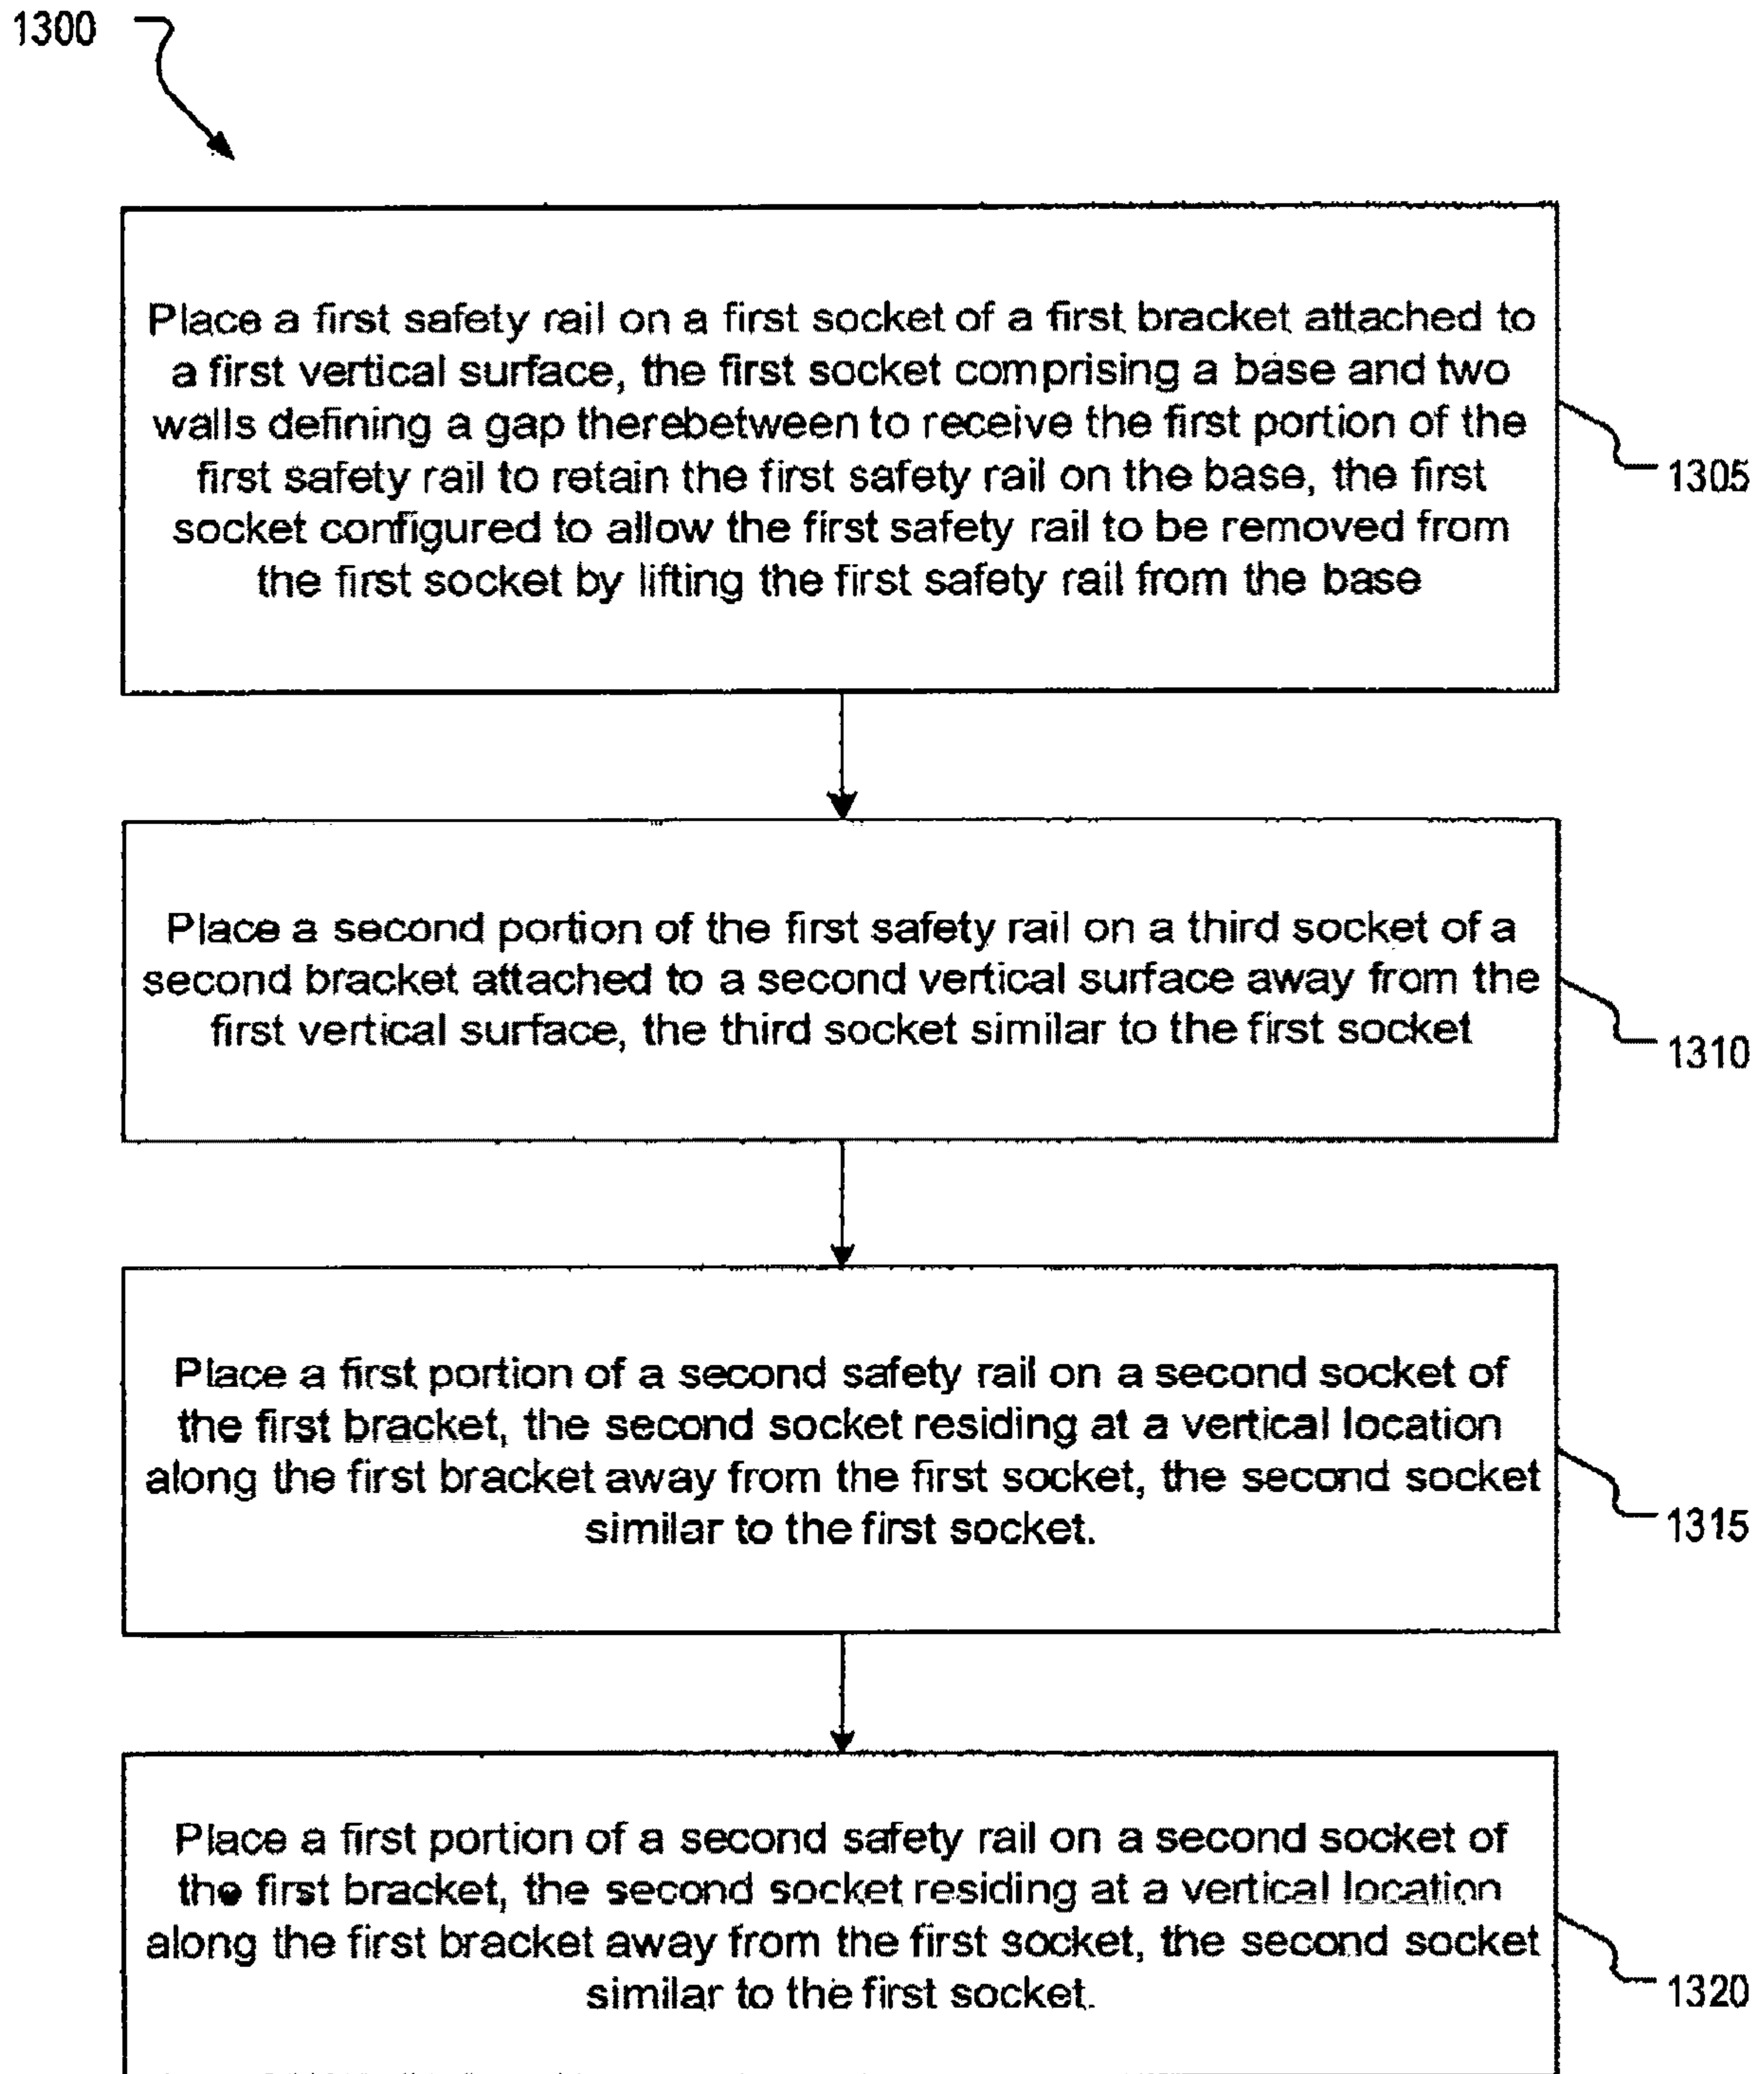 1300
Place a first safety rail on a first socket of a first bracket attached to
a first vertical surface, the first socket comprising a base and two
walls defining a gap therebetween to receive the first portion of the
first safety rail to retain the first safety rail on the base, the first
socket configured to allow the first safety rail to be removed from
the first socket by lifting the first safety rail from the base
1305
Place a second portion of the first safety rail on a third socket of a
second bracket attached to a second vertical surface away from the
first vertical surface, the third socket similar to the first socket
1310
Place a first portion of a second safety rail on a second socket of
the first bracket, the second socket residing at a vertical location
along the first bracket away from the first socket, the second socket
similar to the first socket.
1315
Place a first portion of a second safety rail on a second socket of
the first bracket, the second socket residing at a vertical location
along the first bracket away from the first socket, the second socket
similar to the first socket.
1320